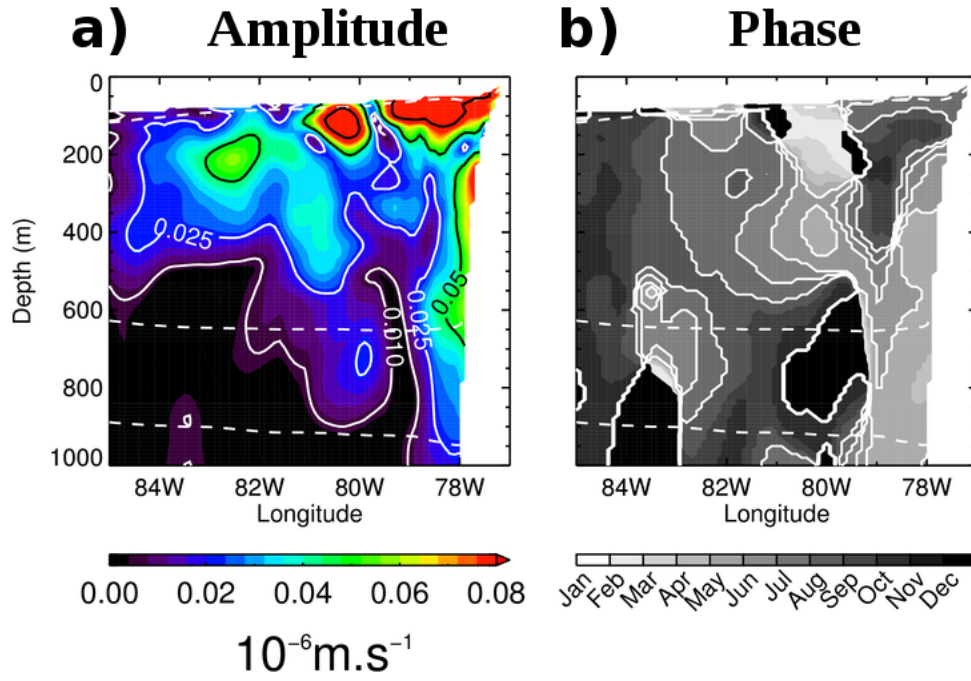 a) Amplitude
b) Phase
0
200
400
600
800
1000
Depth (m)
0.025
0.05
0.025
0.010
84W 82W 80W 78W
Longitude
84W 82W 80W 78W
Longitude
0.00 0.02 0.04 0.06 0.08
10⁻⁶m.s⁻¹
Jan Feb Mar Apr May Jun Jul Aug Sep Oct Nov Dec